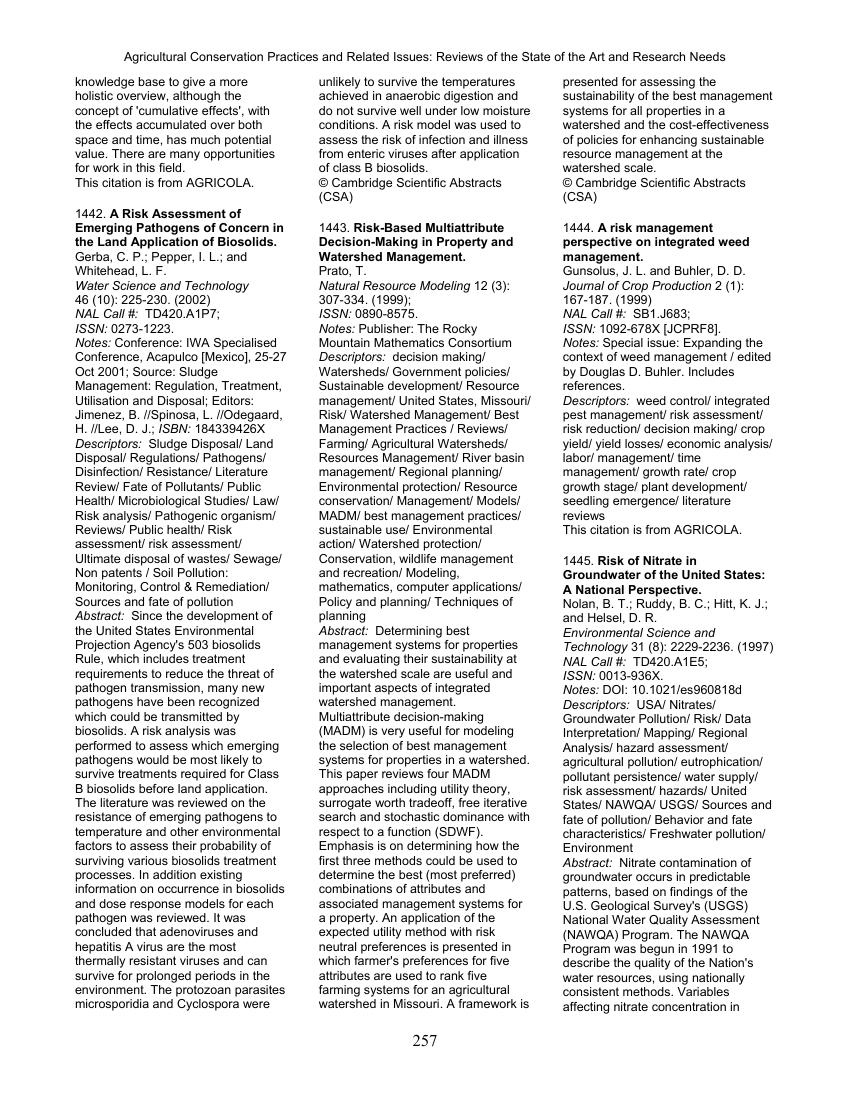 Agricultural Conservation Practices and Related Issues: Reviews of the State of the Art and Research Needs
knowledge base to give a more
holistic overview, although the
concept of 'cumulative effects', with
the effects accumulated over both
space and time, has much potential
value. There are many opportunities
for work in this field.
This citation is from AGRICOLA.
1442. A Risk Assessment of
Emerging Pathogens of Concern in
the Land Application of Biosolids.
Gerba, C. P.; Pepper, I. L.; and
Whitehead, L. F.
Water Science and Technology
46 (10): 225-230. (2002)
NAL Call #: TD420.A1P7;
ISSN: 0273-1223.
Notes: Conference: IWA Specialised
Conference, Acapulco [Mexico], 25-27
Oct 2001; Source: Sludge
Management: Regulation, Treatment,
Utilisation and Disposal; Editors:
Jimenez, B. //Spinosa, L. //Odegaard,
H. //Lee, D. J.; ISBN: 184339426X
Descriptors: Sludge Disposal/ Land
Disposal/ Regulations/ Pathogens/
Disinfection/ Resistance/ Literature
Review/ Fate of Pollutants/ Public
Health/ Microbiological Studies/ Law/
Risk analysis/ Pathogenic organism/
Reviews/ Public health/ Risk
assessment/ risk assessment/
Ultimate disposal of wastes/ Sewage/
Non patents / Soil Pollution:
Monitoring, Control & Remediation/
Sources and fate of pollution
Abstract: Since the development of
the United States Environmental
Projection Agency's 503 biosolids
Rule, which includes treatment
requirements to reduce the threat of
pathogen transmission, many new
pathogens have been recognized
which could be transmitted by
biosolids. A risk analysis was
performed to assess which emerging
pathogens would be most likely to
survive treatments required for Class
B biosolids before land application.
The literature was reviewed on the
resistance of emerging pathogens to
temperature and other environmental
factors to assess their probability of
surviving various biosolids treatment
processes. In addition existing
information on occurrence in biosolids
and dose response models for each
pathogen was reviewed. It was
concluded that adenoviruses and
hepatitis A virus are the most
thermally resistant viruses and can
survive for prolonged periods in the
environment. The protozoan parasites
microsporidia and Cyclospora were
unlikely to survive the temperatures
achieved in anaerobic digestion and
do not survive well under low moisture
conditions. A risk model was used to
assess the risk of infection and illness
from enteric viruses after application
of class B biosolids.
© Cambridge Scientific Abstracts
(CSA)
1443. Risk-Based Multiattribute
Decision-Making in Property and
Watershed Management.
Prato, T.
Natural Resource Modeling 12 (3):
307-334. (1999);
ISSN: 0890-8575.
Notes: Publisher: The Rocky
Mountain Mathematics Consortium
Descriptors: decision making/
Watersheds/ Government policies/
Sustainable development/ Resource
management/ United States, Missouri/
Risk/ Watershed Management/ Best
Management Practices / Reviews/
Farming/ Agricultural Watersheds/
Resources Management/ River basin
management/ Regional planning/
Environmental protection/ Resource
conservation/ Management/ Models/
MADM/ best management practices/
sustainable use/ Environmental
action/ Watershed protection/
Conservation, wildlife management
and recreation/ Modeling,
mathematics, computer applications/
Policy and planning/ Techniques of
planning
Abstract: Determining best
management systems for properties
and evaluating their sustainability at
the watershed scale are useful and
important aspects of integrated
watershed management.
Multiattribute decision-making
(MADM) is very useful for modeling
the selection of best management
systems for properties in a watershed.
This paper reviews four MADM
approaches including utility theory,
surrogate worth tradeoff, free iterative
search and stochastic dominance with
respect to a function (SDWF).
Emphasis is on determining how the
first three methods could be used to
determine the best (most preferred)
combinations of attributes and
associated management systems for
a property. An application of the
expected utility method with risk
neutral preferences is presented in
which farmer's preferences for five
attributes are used to rank five
farming systems for an agricultural
watershed in Missouri. A framework is
presented for assessing the
sustainability of the best management
systems for all properties in a
watershed and the cost-effectiveness
of policies for enhancing sustainable
resource management at the
watershed scale.
© Cambridge Scientific Abstracts
(CSA)
1444. A risk management
perspective on integrated weed
management.
Gunsolus, J. L. and Buhler, D. D.
Journal of Crop Production 2 (1):
167-187. (1999)
NAL Call #: SB1.J683;
ISSN: 1092-678X [JCPRF8].
Notes: Special issue: Expanding the
context of weed management / edited
by Douglas D. Buhler. Includes
references.
Descriptors: weed control/ integrated
pest management/ risk assessment/
risk reduction/ decision making/ crop
yield/ yield losses/ economic analysis/
labor/ management/ time
management/ growth rate/ crop
growth stage/ plant development/
seedling emergence/ literature
reviews
This citation is from AGRICOLA.
1445. Risk of Nitrate in
Groundwater of the United States:
A National Perspective.
Nolan, B. T.; Ruddy, B. C.; Hitt, K. J.;
and Helsel, D. R.
Environmental Science and
Technology 31 (8): 2229-2236. (1997)
NAL Call #: TD420.A1E5;
ISSN: 0013-936X.
Notes: DOI: 10.1021/es960818d
Descriptors: USA/ Nitrates/
Groundwater Pollution/ Risk/ Data
Interpretation/ Mapping/ Regional
Analysis/ hazard assessment/
agricultural pollution/ eutrophication/
pollutant persistence/ water supply/
risk assessment/ hazards/ United
States/ NAWQA/ USGS/ Sources and
fate of pollution/ Behavior and fate
characteristics/ Freshwater pollution/
Environment
Abstract: Nitrate contamination of
groundwater occurs in predictable
patterns, based on findings of the
U.S. Geological Survey's (USGS)
National Water Quality Assessment
(NAWQA) Program. The NAWQA
Program was begun in 1991 to
describe the quality of the Nation's
water resources, using nationally
consistent methods. Variables
affecting nitrate concentration in
257